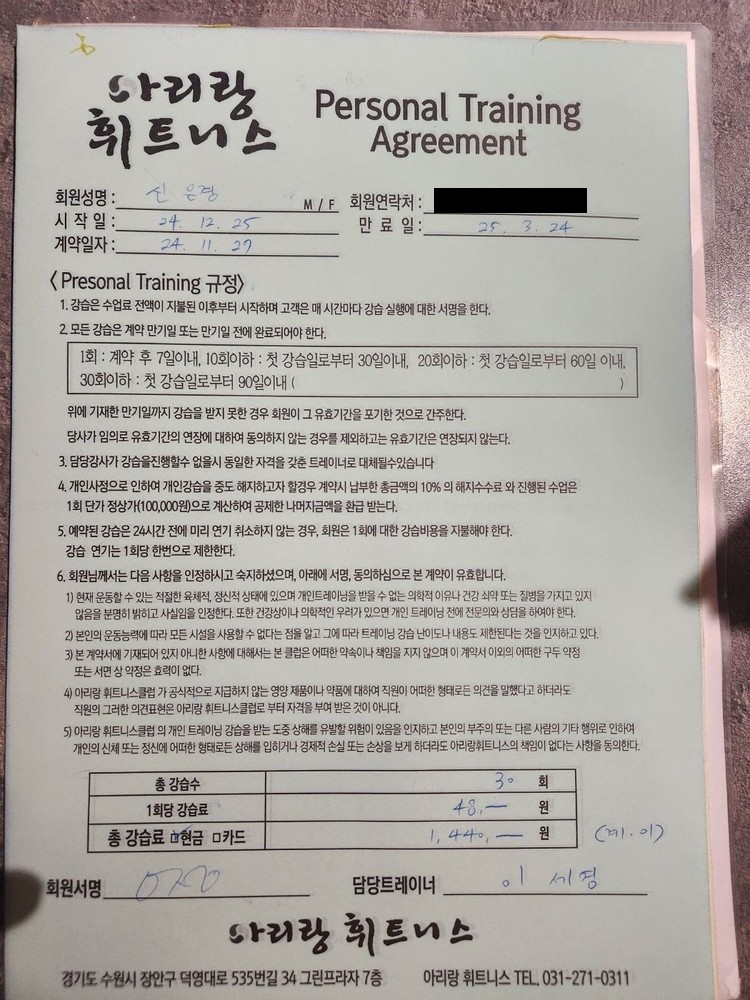 아리랑
휘트니스
Personal Training
Agreement
회원성명 : 신은경 M / F 회원연락처 :
시 작 일 : 24. 12. 25 만 료 일 : 25. 3. 24
계약일자 : 24. 11. 27
〈 Presonal Training 규정〉
1. 강습은 수업료 전액이 지불된 이후부터 시작하며 고객은 매 시간마다 강습 실행에 대한 서명을 한다.
2. 모든 강습은 계약 만기일 또는 만기일 전에 완료되어야 한다.
1회 : 계약 후 7일이내, 10회이하 : 첫 강습일로부터 30일이내, 20회이하 : 첫 강습일로부터 60일 이내,
30회이하 : 첫 강습일로부터 90일이내 ( )
위에 기재한 만기일까지 강습을 받지 못한 경우 회원이 그 유효기간을 포기한 것으로 간주한다.
당사가 임의로 유효기간의 연장에 대하여 동의하지 않는 경우를 제외하고는 유효기간은 연장되지 않는다.
3. 담당강사가 강습을진행할수 없을시 동일한 자격을 갖춘 트레이너로 대체될수있습니다
4. 개인사정으로 인하여 개인강습을 중도 해지하고자 할경우 계약시 납부한 총금액의 10% 의 해지수수료 와 진행된 수업은
1회 단가 정상가(100,000원)으로 계산하여 공제한 나머지금액을 환급 받는다.
5. 예약된 강습은 24시간 전에 미리 연기 취소하지 않는 경우, 회원은 1회에 대한 강습비용을 지불해야 한다.
강습 연기는 1회당 한번으로 제한한다.
6. 회원님께서는 다음 사항을 인정하시고 숙지하셨으며, 아래에 서명, 동의하심으로 본 계약이 유효합니다.
1) 현재 운동할 수 있는 적절한 육체적, 정신적 상태에 있으며 개인트레이닝을 받을 수 없는 의학적 이유나 건강 쇠약 또는 질병을 가지고 있지
않음을 분명히 밝히고 사실임을 인정한다. 또한 건강상이나 의학적인 우려가 있으면 개인 트레이닝 전에 전문의와 상담을 하여야 한다.
2) 본인의 운동능력에 따라 모든 시설을 사용할 수 없다는 점을 알고 그에 따라 트레이닝 강습 난이도나 내용도 제한된다는 것을 인지하고 있다.
3) 본 계약서에 기재되어 있지 아니한 사항에 대해서는 본 클럽은 어떠한 약속이나 책임을 지지 않으며 이 계약서 이외의 어떠한 구두 약정
또는 서면 상 약정은 효력이 없다.
4) 아리랑 휘트니스클럽 가 공식적으로 지급하지 않는 영양 제품이나 약품에 대하여 직원이 어떠한 형태로든 의견을 말했다고 하더라도
직원의 그러한 의견표현은 아리랑 휘트니스클럽로 부터 자격을 부여 받은 것이 아니다.
5) 아리랑 휘트니스클럽 의 개인 트레이닝 강습을 받는 도중 상해를 유발할 위험이 있음을 인지하고 본인의 부주의 또는 다른 사람의 기타 행위로 인하여
개인의 신체 또는 정신에 어떠한 형태로든 상해를 입히거나 경제적 손실 또는 손상을 보게 하더라도 아리랑휘트니스의 책임이 없다는 사항을 동의한다.
총 강습수 30 회
1회당 강습료 48,— 원
총 강습료 □현금 □카드 1,440,— 원 (계.이)
회원서명 담당트레이너 이세경
아리랑 휘트니스
경기도 수원시 장안구 덕영대로 535번길 34 그린프라자 7층 아리랑 휘트니스 TEL. 031-271-0311